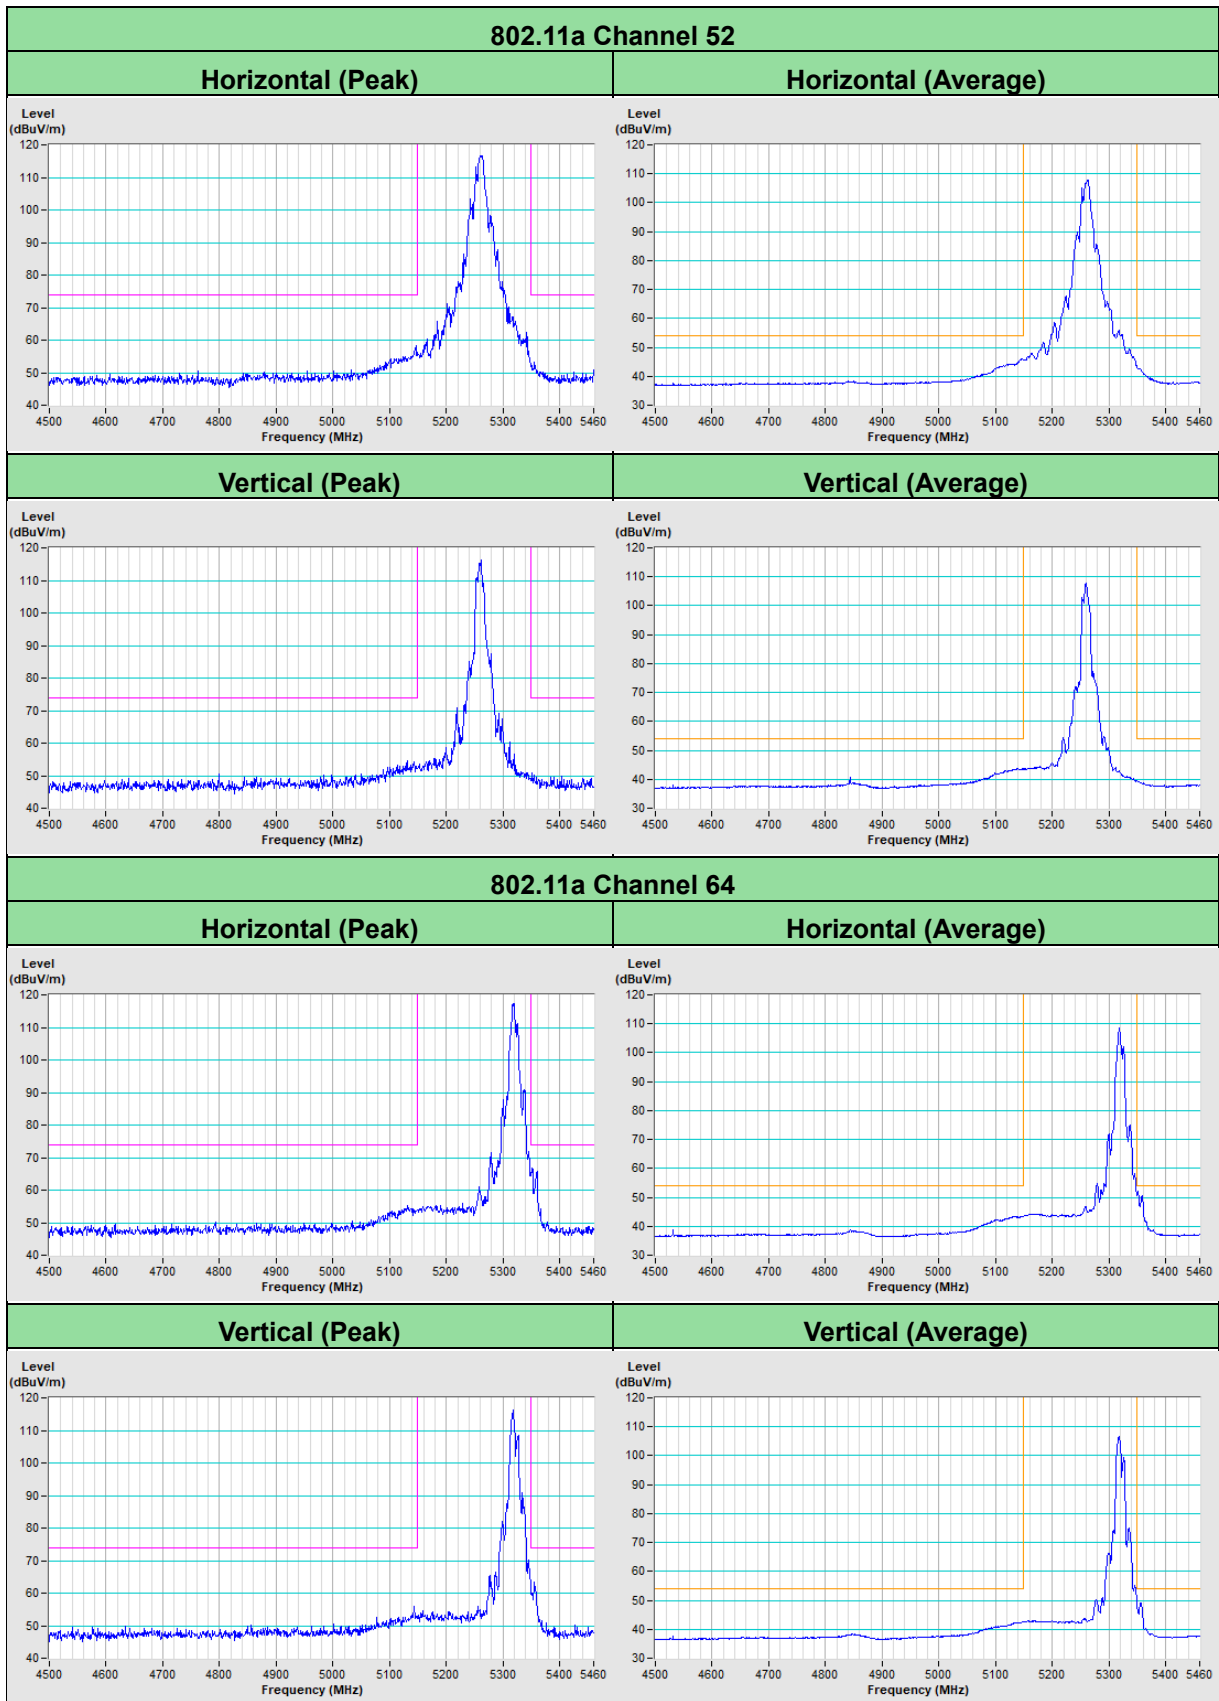 802.11a Channel 52
Horizontal (Peak) Horizontal (Average)
Level Level
(dBuV/m) (dBuV/m)
120 120
110 110
100 100
90 90
80 80
70 70
60 60
50 50
40 40
30
4500 4600 4700 4800 4900 5000 5100 5200 5300 5400 5460 4500 4600 4700 4800 4900 5000 5100 5200 5300 5400 5460
Frequency (MHz) Frequency (MHz)
Vertical (Peak) Vertical (Average)
Level Level
(dBuV/m) (dBuV/m)
120 120
110 110
100 100
90 90
80 80
70 70
60 60
50 50
40 40
30
4500 4600 4700 4800 4900 5000 5100 5200 5300 5400 5460 4500 4600 4700 4800 4900 5000 5100 5200 5300 5400 5460
Frequency (MHz) Frequency (MHz)
802.11a Channel 64
Horizontal (Peak) Horizontal (Average)
Level Level
(dBuV/m) (dBuV/m)
120 120
110 110
100 100
90 90
80 80
70 70
60 60
50 50
40 40
30
4500 4600 4700 4800 4900 5000 5100 5200 5300 5400 5460 4500 4600 4700 4800 4900 5000 5100 5200 5300 5400 5460
Frequency (MHz) Frequency (MHz)
Vertical (Peak) Vertical (Average)
Level Level
(dBuV/m) (dBuV/m)
120 120
110 110
100 100
90 90
80 80
70 70
60 60
50 50
40 40
30
4500 4600 4700 4800 4900 5000 5100 5200 5300 5400 5460 4500 4600 4700 4800 4900 5000 5100 5200 5300 5400 5460
Frequency (MHz) Frequency (MHz)